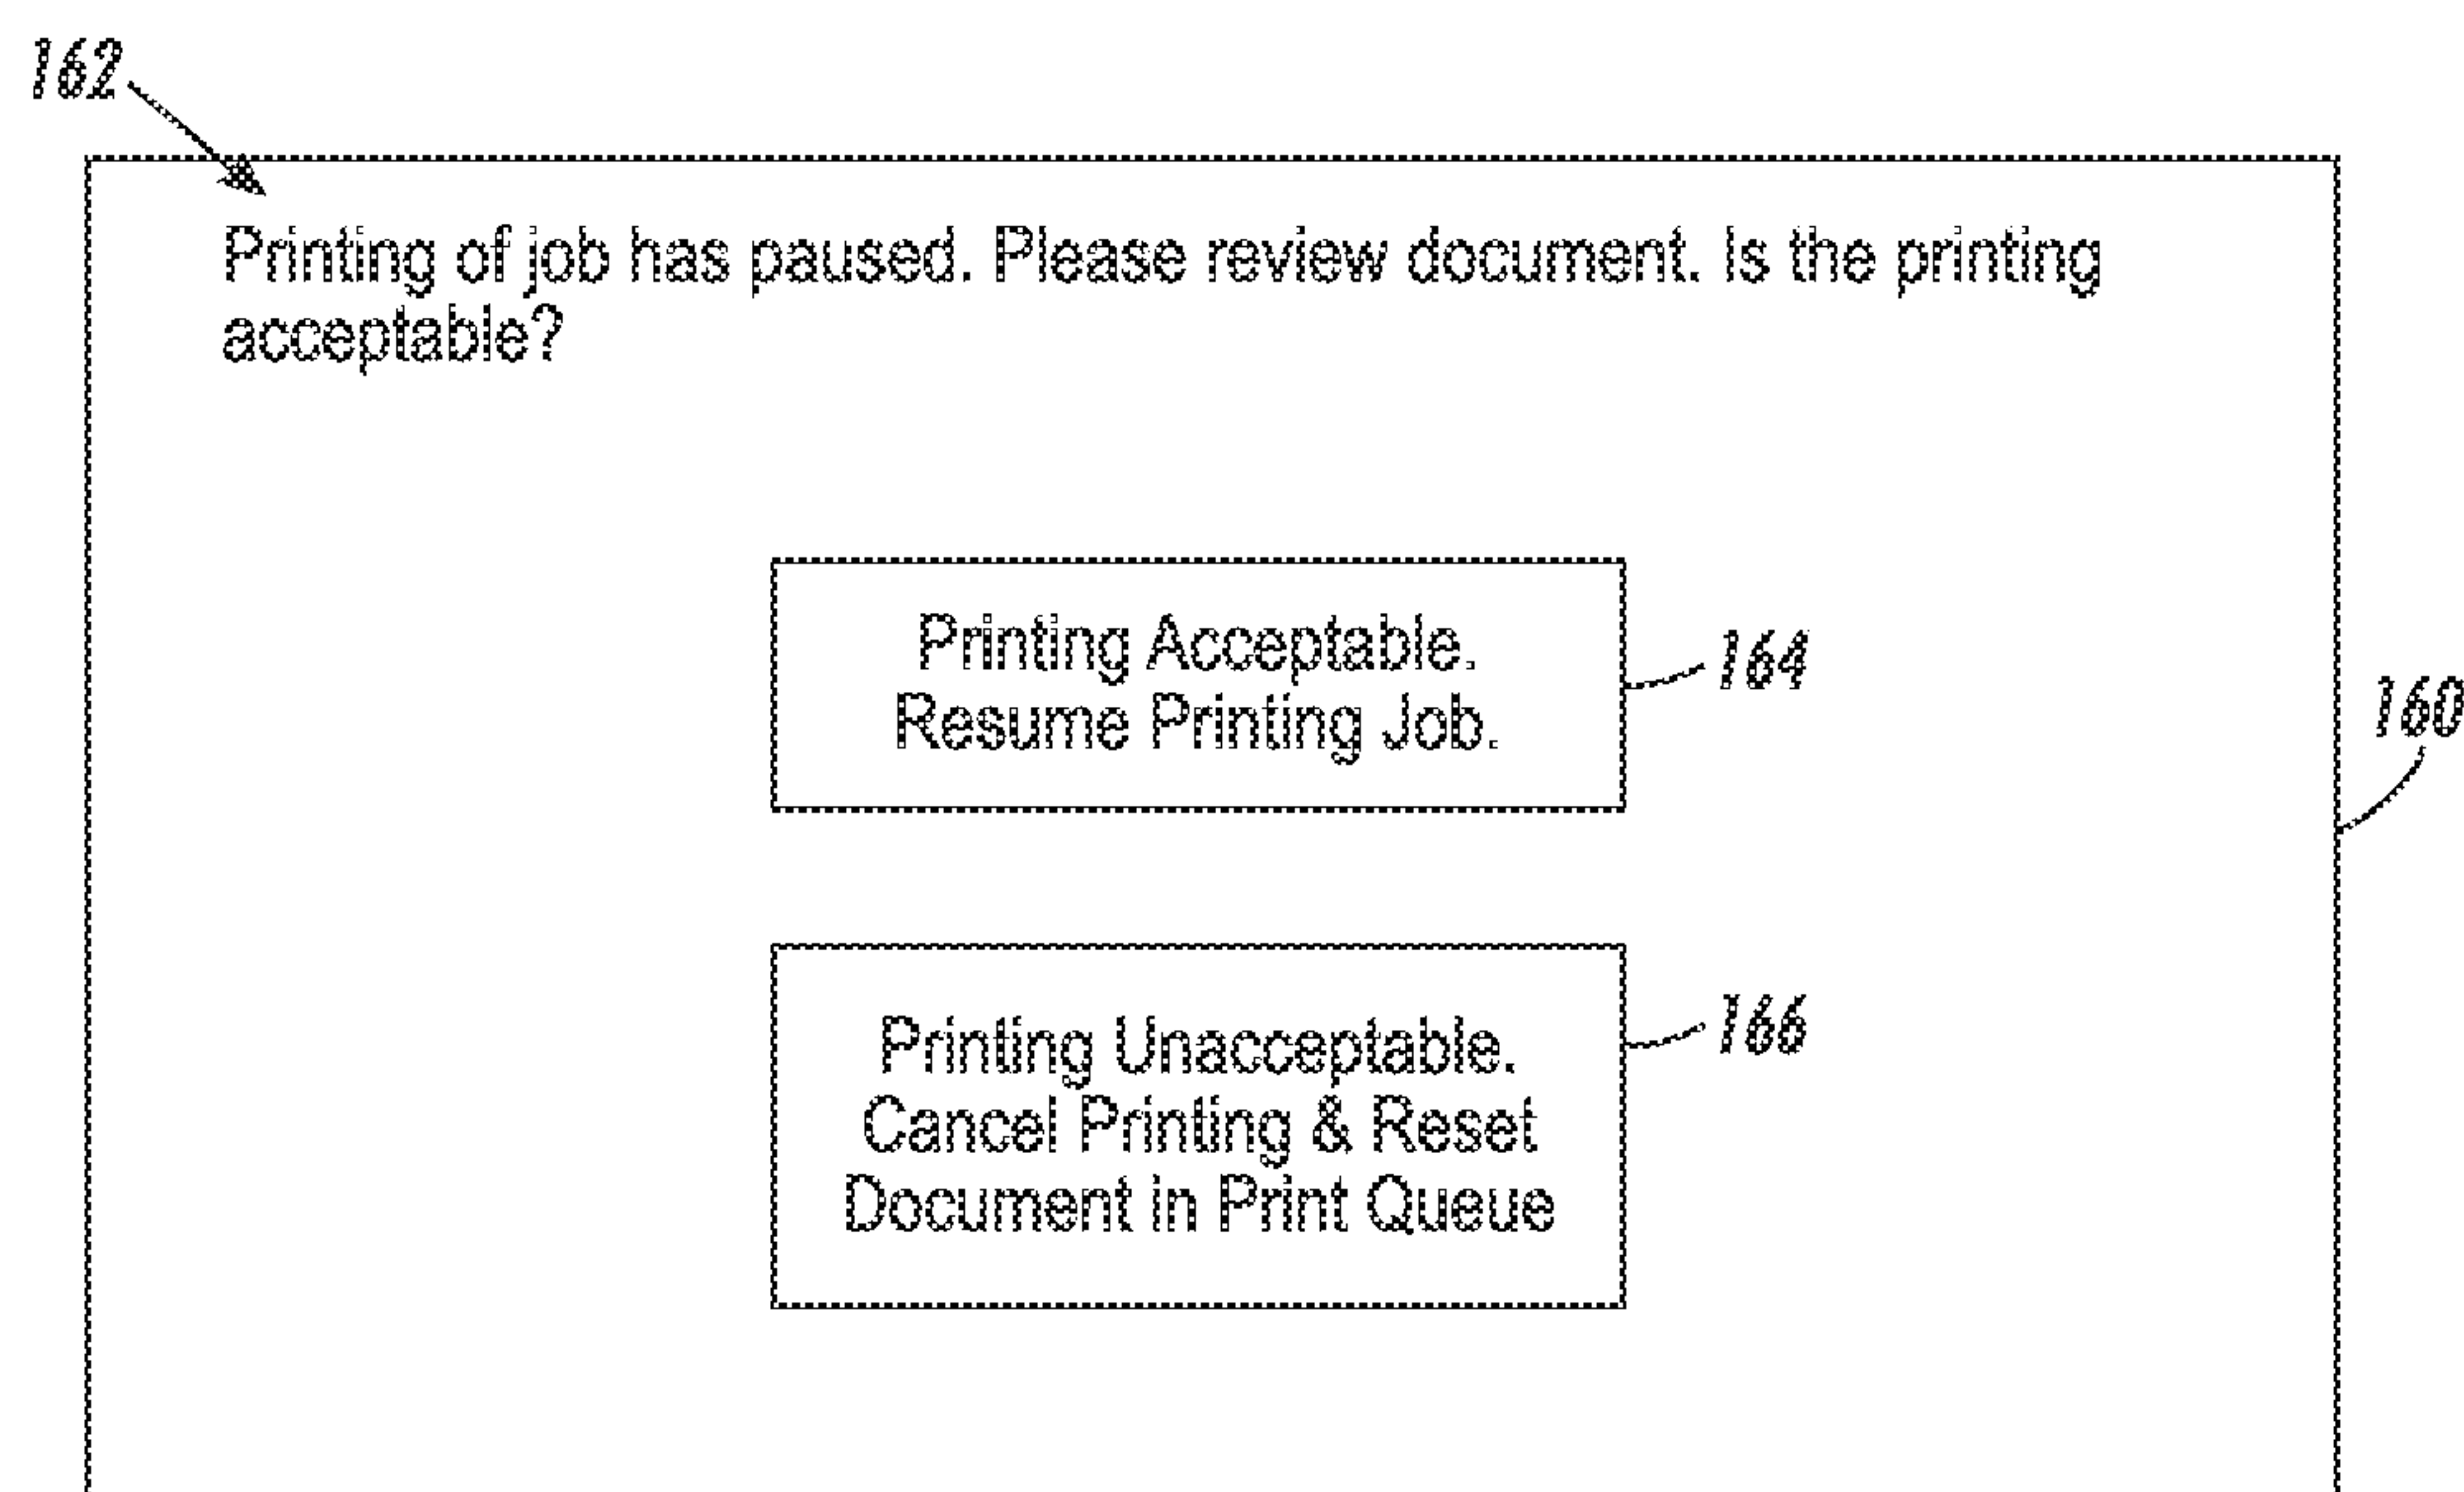 162
Printing of job has paused. Please review document. Is the printing
acceptable?
Printing Acceptable.
Resume Printing Job.
164
160
Printing Unacceptable.
Cancel Printing & Reset
Document in Print Queue
166